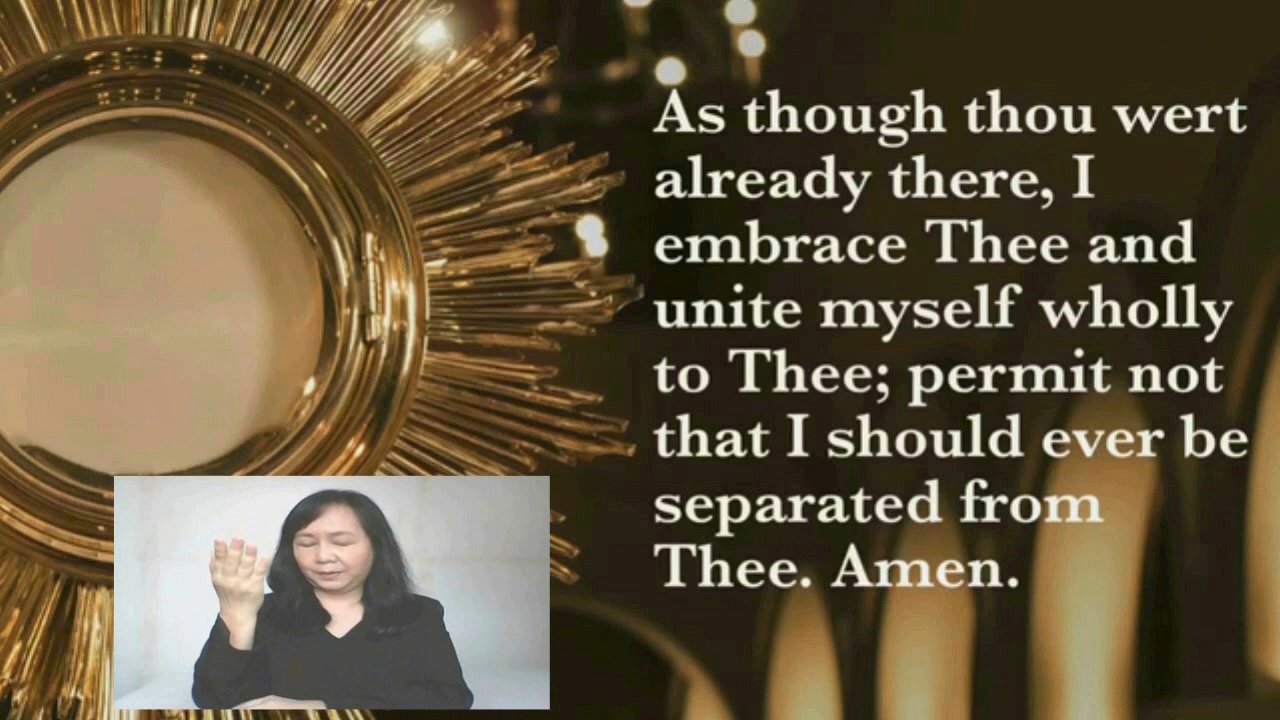 As though thou wert
already there, I
embrace Thee and
unite myself wholly
to Thee; permit not
that I should ever be
separated from
Thee. Amen.